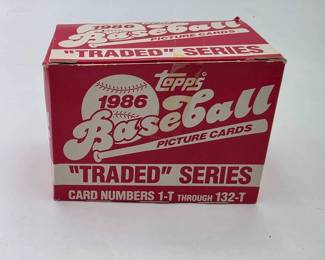 1986
Baseball
PICTURE CARDS
"TRADED" SERIES
topps
1986
Baseball
PICTURE CARDS
"TRADED" SERIES
CARD NUMBERS 1-T THROUGH 132-T